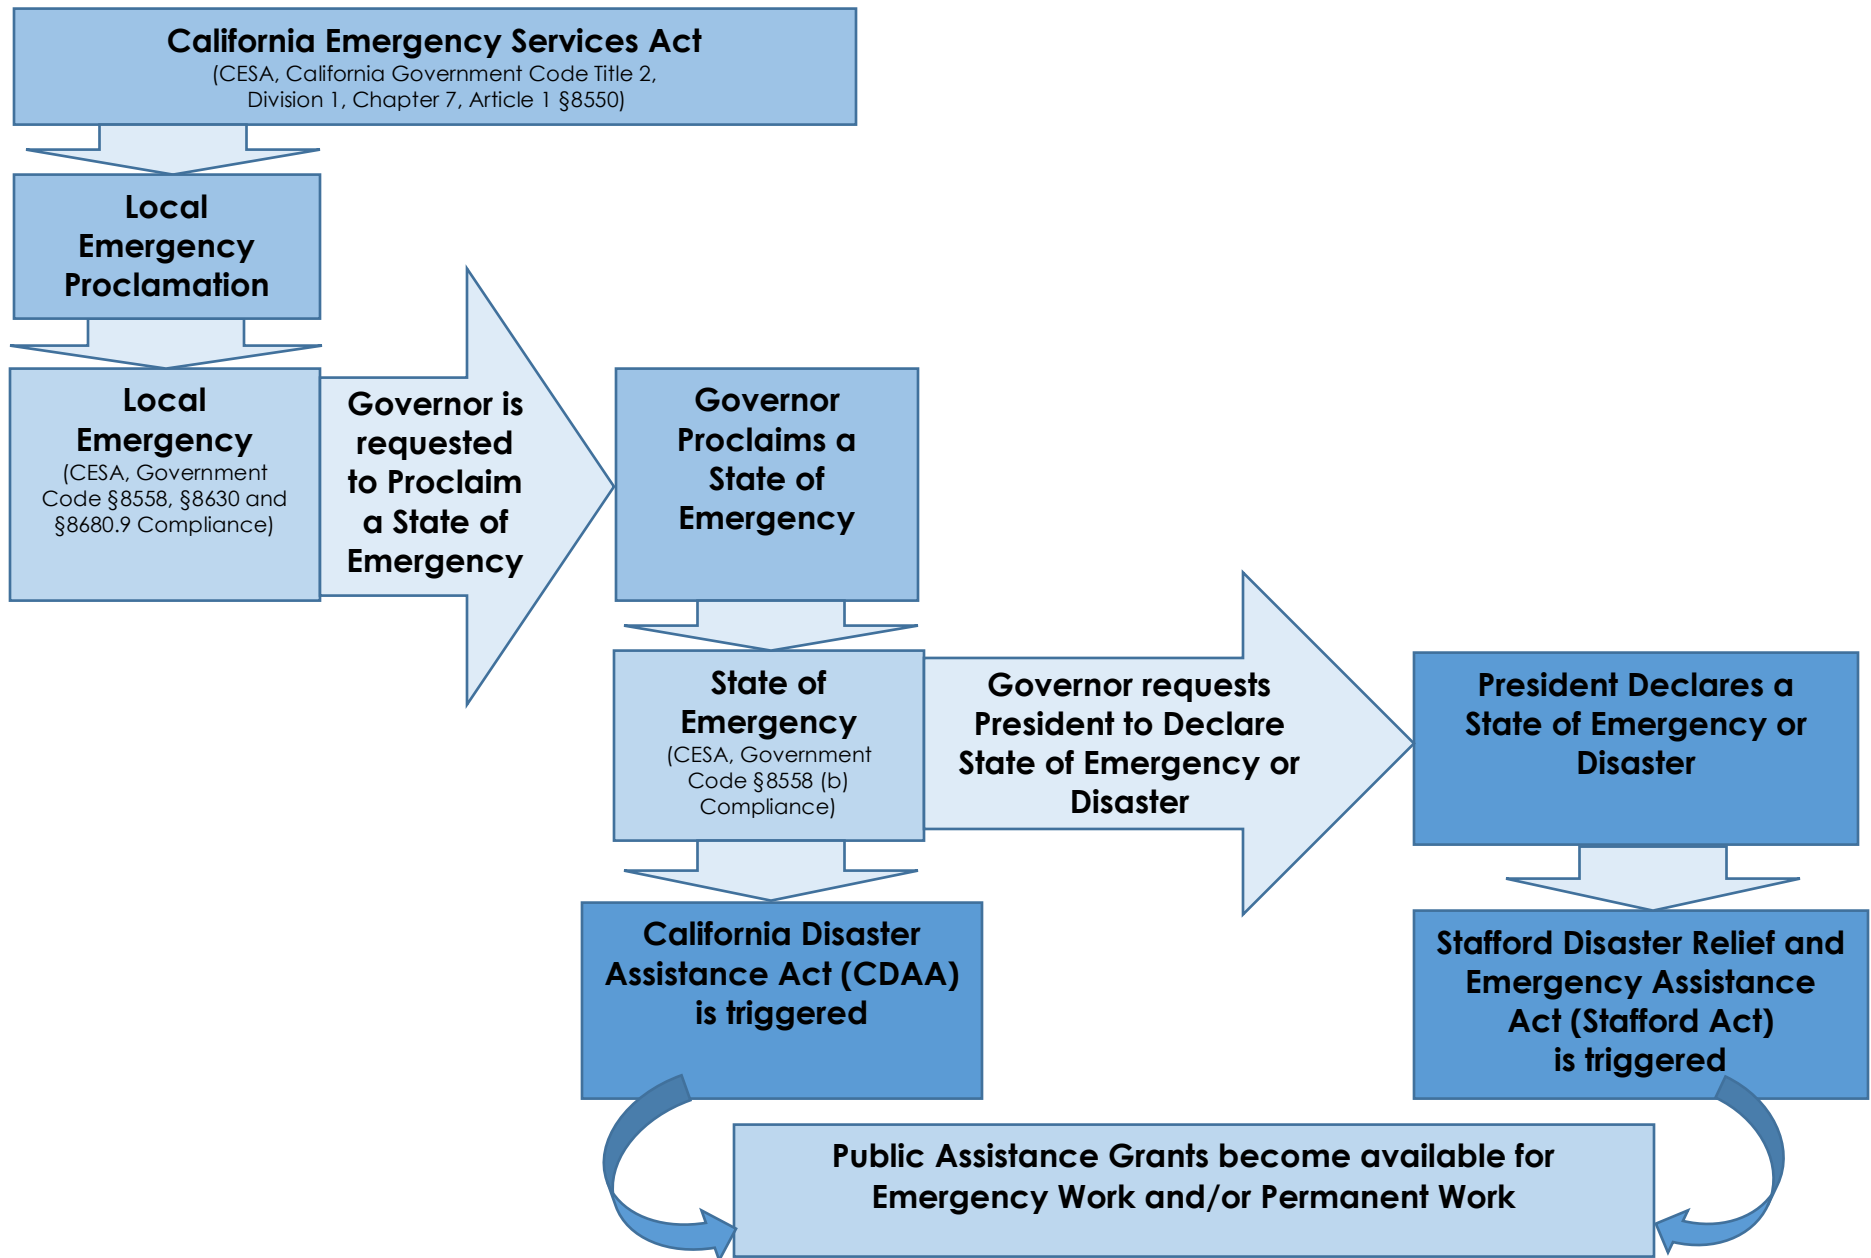 California Emergency Services Act
(CESA, California Government Code Title 2,
Division 1, Chapter 7, Article 1 §8550)
Local
Emergency
Proclamation
Local
Emergency
(CESA, Government
Code §8558, §8630 and
§8680.9 Compliance)
Governor is
requested
to Proclaim
a State of
Emergency
Governor
Proclaims a
State of
Emergency
State of
Emergency
(CESA, Government
Code §8558 (b)
Compliance)
Governor requests
President to Declare
State of Emergency or
Disaster
President Declares a
State of Emergency or
Disaster
California Disaster
Assistance Act (CDAA)
is triggered
Stafford Disaster Relief and
Emergency Assistance
Act (Stafford Act)
is triggered
Public Assistance Grants become available for
Emergency Work and/or Permanent Work